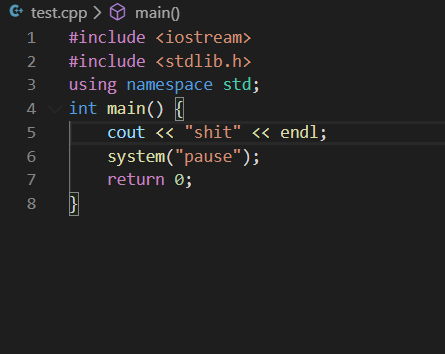 test.cpp > main()
1 #include <iostream>
2 #include <stdlib.h>
3 using namespace std;
4 int main() {
5 cout << "shit" << endl;
6 system("pause");
7 return 0;
8 }